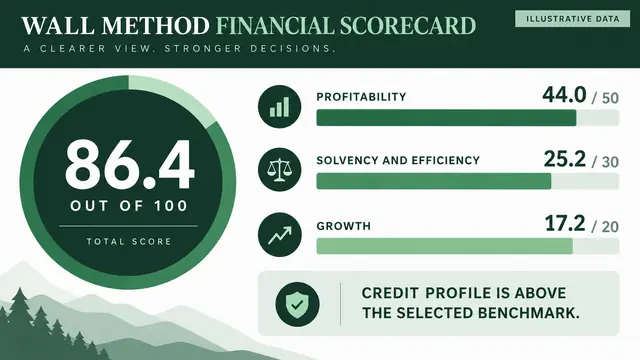 WALL METHOD FINANCIAL SCORECARD
A CLEARER VIEW. STRONGER DECISIONS.
ILLUSTRATIVE DATA
86.4
OUT OF 100
TOTAL SCORE
PROFITABILITY 44.0 / 50
SOLVENCY AND EFFICIENCY 25.2 / 30
GROWTH 17.2 / 20
CREDIT PROFILE IS ABOVE
THE SELECTED BENCHMARK.